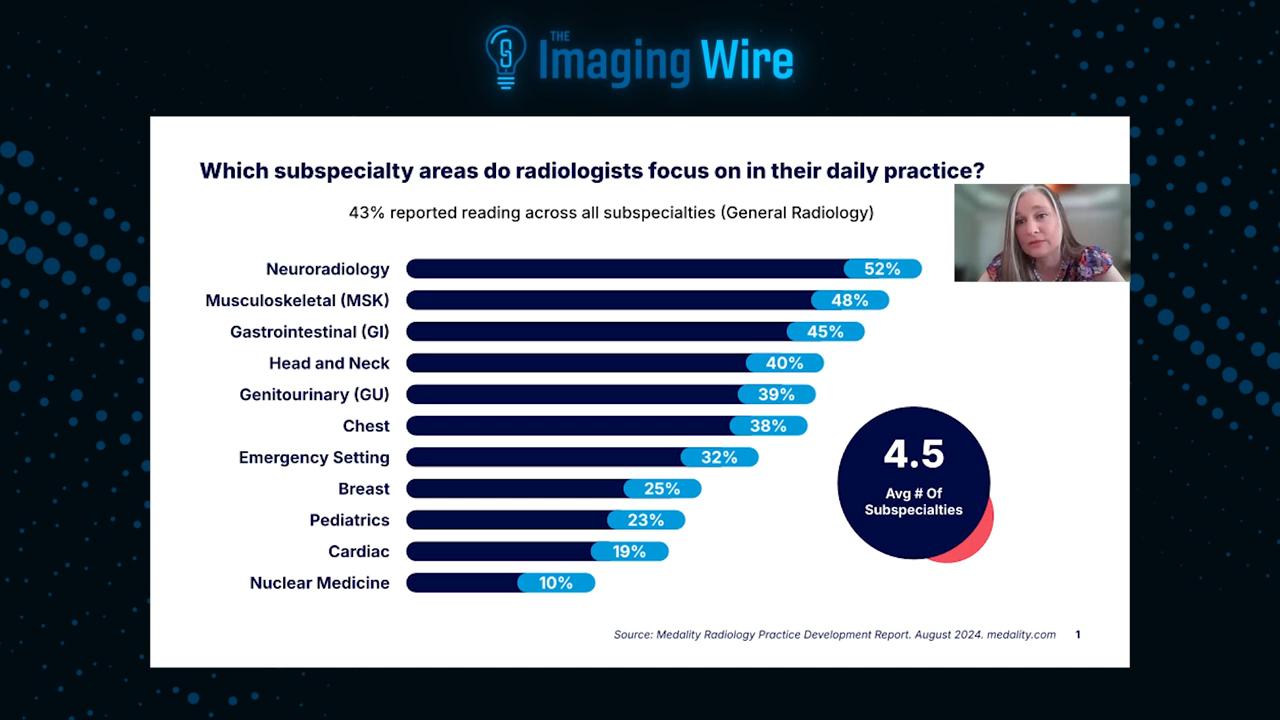 THE
Imaging Wire
Which subspecialty areas do radiologists focus on in their daily practice?
43% reported reading across all subspecialties (General Radiology)
Neuroradiology 52%
Musculoskeletal (MSK) 48%
Gastrointestinal (GI) 45%
Head and Neck 40%
Genitourinary (GU) 39%
Chest 38%
Emergency Setting 32%
Breast 25%
Pediatrics 23%
Cardiac 19%
Nuclear Medicine 10%
4.5
Avg # Of
Subspecialties
Source: Medality Radiology Practice Development Report. August 2024. medality.com 1